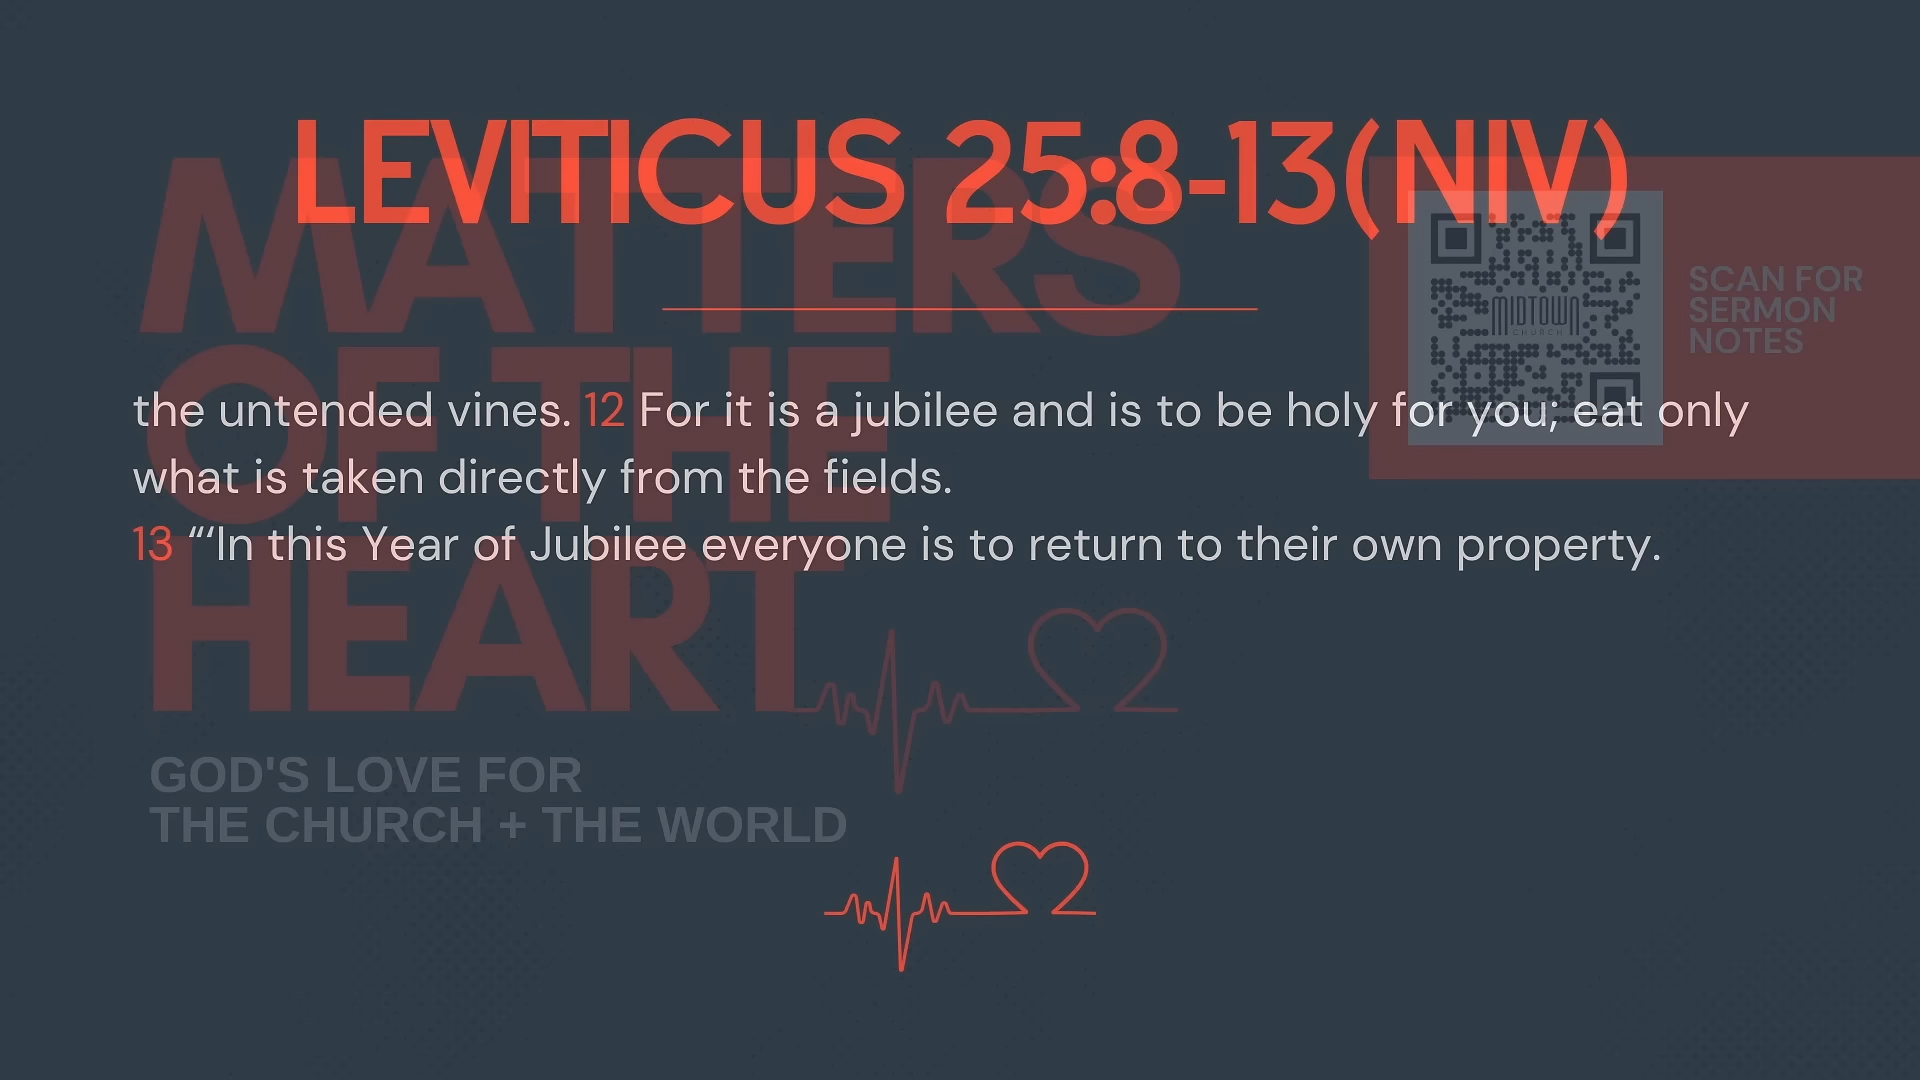 LEVITICUS 25:8-13(NIV)
MATTERS
OF THE
HEART
GOD'S LOVE FOR
THE CHURCH + THE WORLD
MIDTOWN
CHURCH
SCAN FOR
SERMON
NOTES
the untended vines. 12 For it is a jubilee and is to be holy for you; eat only
what is taken directly from the fields.
13 “‘In this Year of Jubilee everyone is to return to their own property.